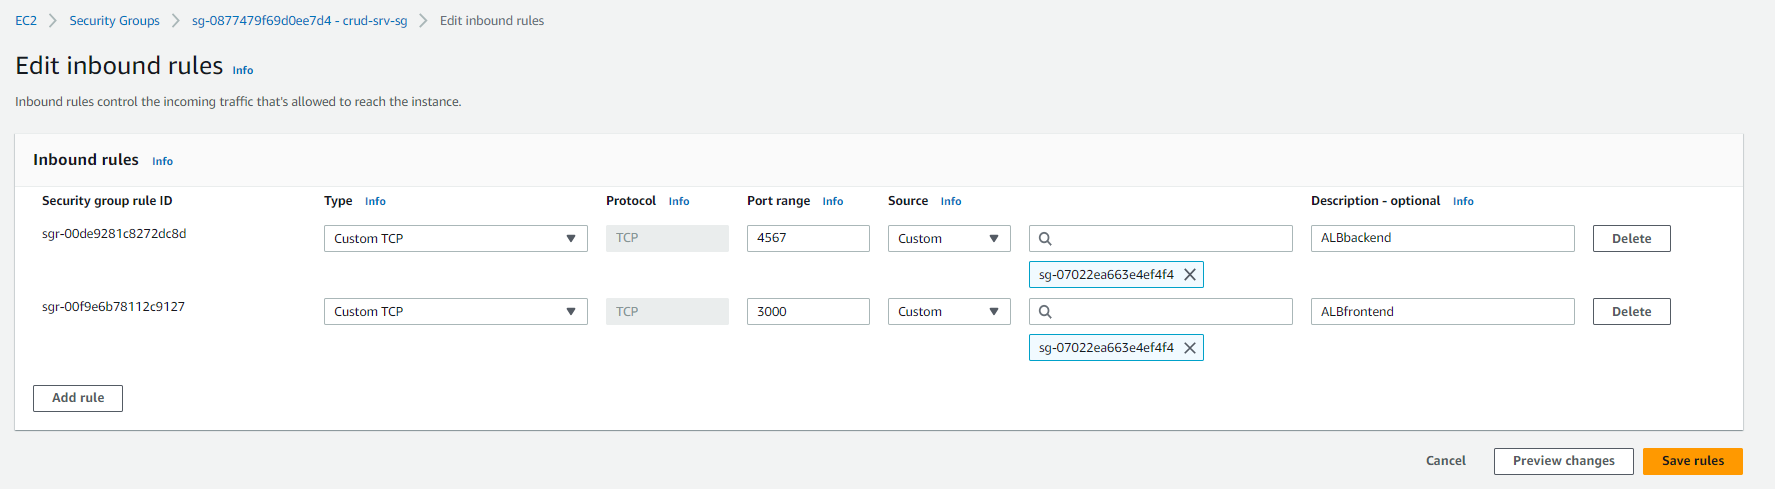 EC2 > Security Groups > sg-0877479f69d0ee7d4 - crud-srv-sg > Edit inbound rules
Edit inbound rules Info
Inbound rules control the incoming traffic that's allowed to reach the instance.
Inbound rules Info
Security group rule ID Type Info Protocol Info Port range Info Source Info Description - optional Info
sgr-00de9281c8272dc8d Custom TCP TCP 4567 Custom ALBbackend Delete
sg-07022ea663e4ef4f4
sgr-00f9e6b78112c9127 Custom TCP TCP 3000 Custom ALBfrontend Delete
sg-07022ea663e4ef4f4
Add rule
Cancel Preview changes Save rules